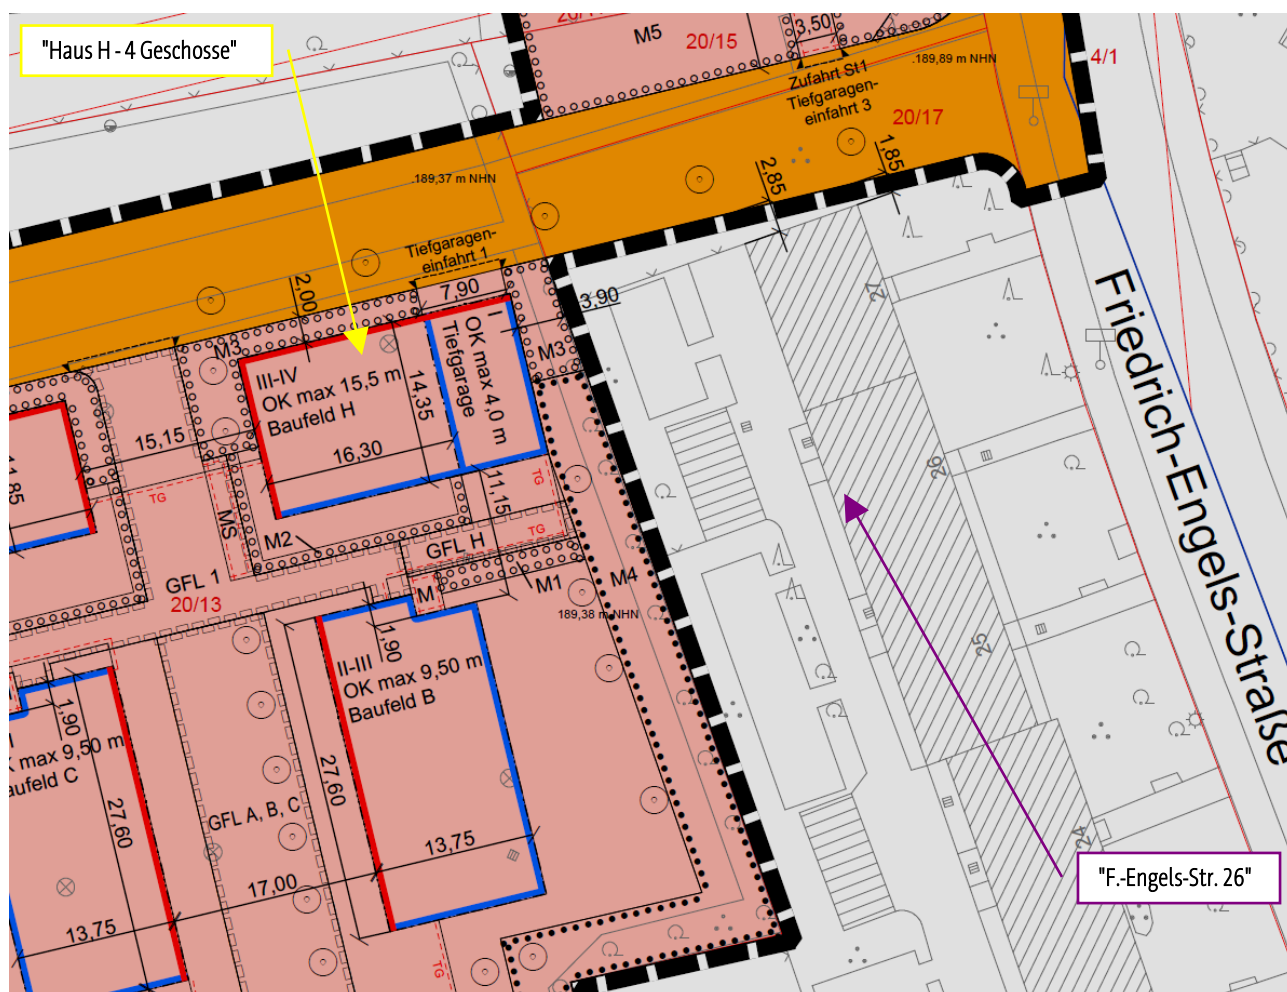 "Haus H - 4 Geschosse"
M5
20/15
3,50
.189,89 m NHN
4/1
Zufahrt St1
Tiefgaragen-
einfahrt 3
20/17
2,85
1,85
.189,37 m NHN
Tiefgaragen-
einfahrt 1
2,00
7,90
3,90
27
M3
M3
I
OK max 4,0 m
Tiefgarage
III-IV
OK max 15,5 m
Baufeld H
14,35
15,15
16,30
11,85
TG
TG
TG
11,15
MS
M2
GFL H
GFL 1
20/13
M
M1
M4
189,38 m NHN
26
25
24
Friedrich-Engels-Straße
1,90
II-III
OK max 9,50 m
Baufeld B
1,90
K max 9,50 m
aufeld C
27,60
27,60
GFL A, B, C
13,75
17,00
13,75
TG
"F.-Engels-Str. 26"